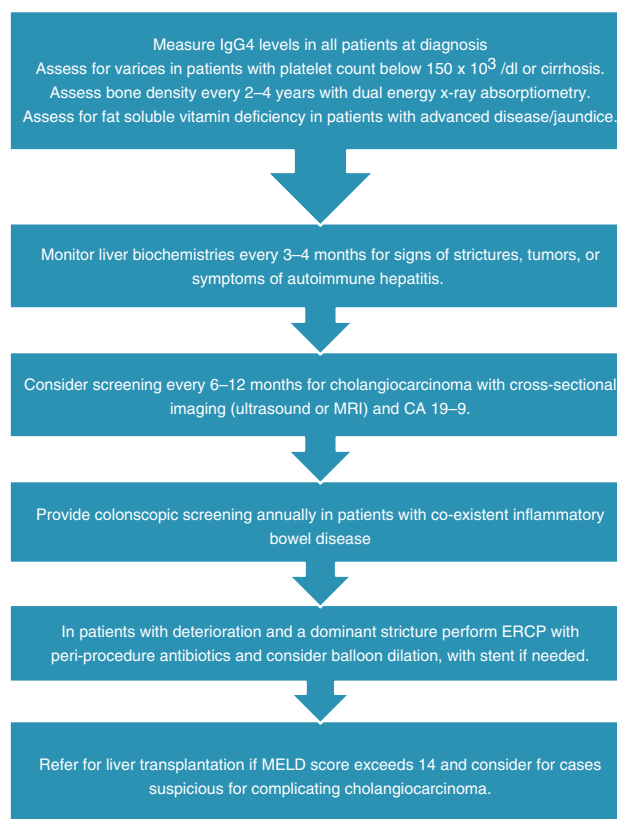 Measure IgG4 levels in all patients at diagnosis
Assess for varices in patients with platelet count below 150 x 10³ /dl or cirrhosis.
Assess bone density every 2–4 years with dual energy x-ray absorptiometry.
Assess for fat soluble vitamin deficiency in patients with advanced disease/jaundice.
Monitor liver biochemistries every 3–4 months for signs of strictures, tumors, or
symptoms of autoimmune hepatitis.
Consider screening every 6–12 months for cholangiocarcinoma with cross-sectional
imaging (ultrasound or MRI) and CA 19–9.
Provide colonscopic screening annually in patients with co-existent inflammatory
bowel disease
In patients with deterioration and a dominant stricture perform ERCP with
peri-procedure antibiotics and consider balloon dilation, with stent if needed.
Refer for liver transplantation if MELD score exceeds 14 and consider for cases
suspicious for complicating cholangiocarcinoma.